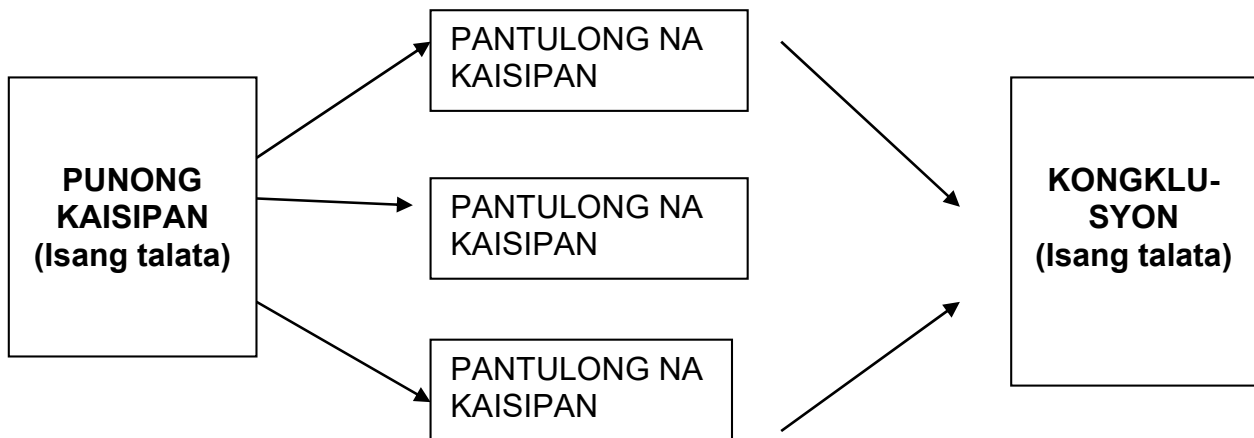 PUNONG
KAISIPAN
(Isang talata)
PANTULONG NA
KAISIPAN
PANTULONG NA
KAISIPAN
PANTULONG NA
KAISIPAN
KONGKLU-
SYON
(Isang talata)